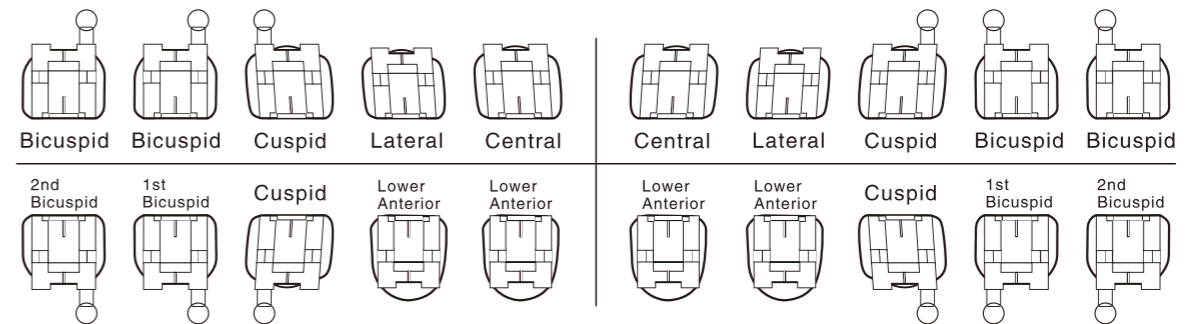 Bicuspid Bicuspid Cuspid Lateral Central Central Lateral Cuspid Bicuspid Bicuspid
2nd Bicuspid
1st Bicuspid
Cuspid
Lower Anterior
Lower Anterior
Lower Anterior
Lower Anterior
Cuspid
1st Bicuspid
2nd Bicuspid